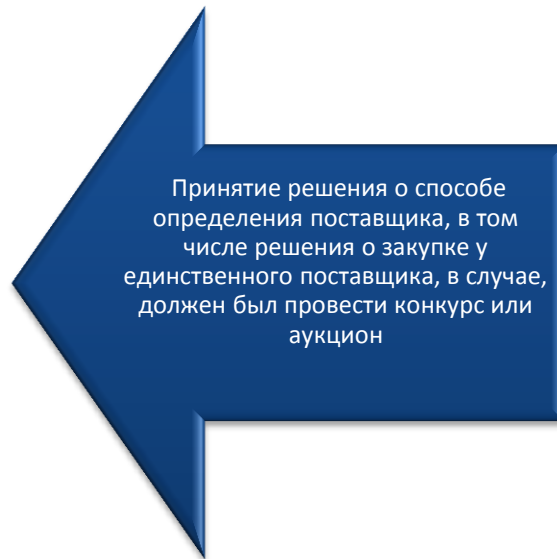 Принятие решения о способе
определения поставщика, в том
числе решения о закупке у
единственного поставщика, в случае,
должен был провести конкурс или
аукцион